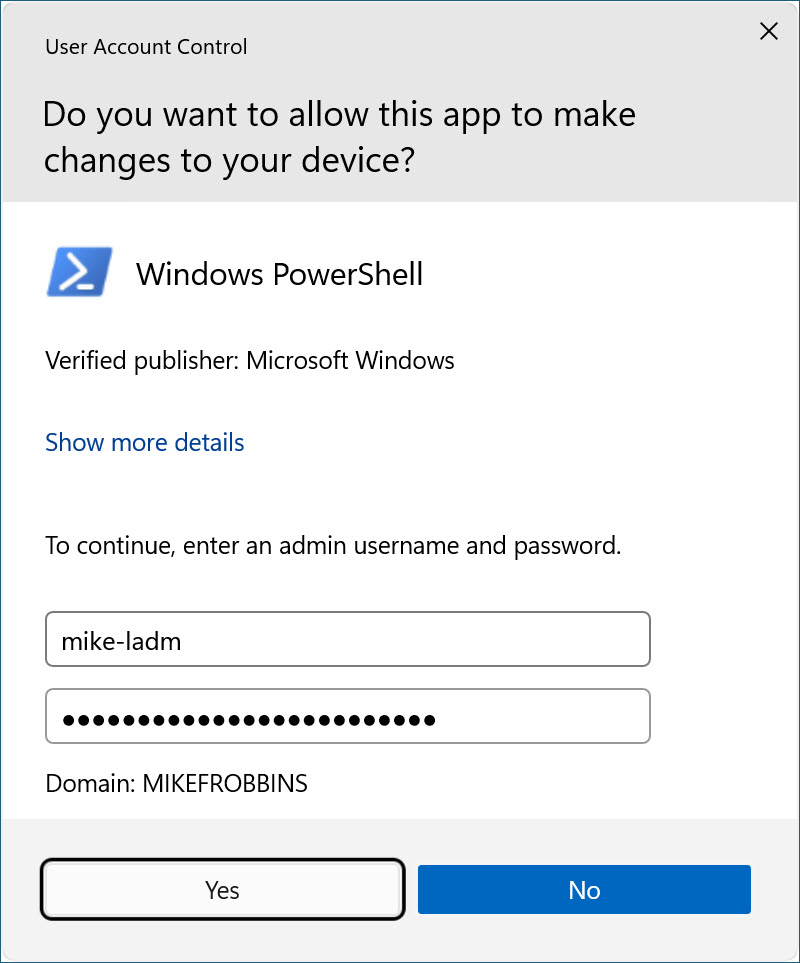 User Account Control
Do you want to allow this app to make
changes to your device?
Windows PowerShell
Verified publisher: Microsoft Windows
Show more details
To continue, enter an admin username and password.
mike-ladm
●●●●●●●●●●●●●●●●●●●●●●●●●
Domain: MIKEFROBBINS
Yes
No